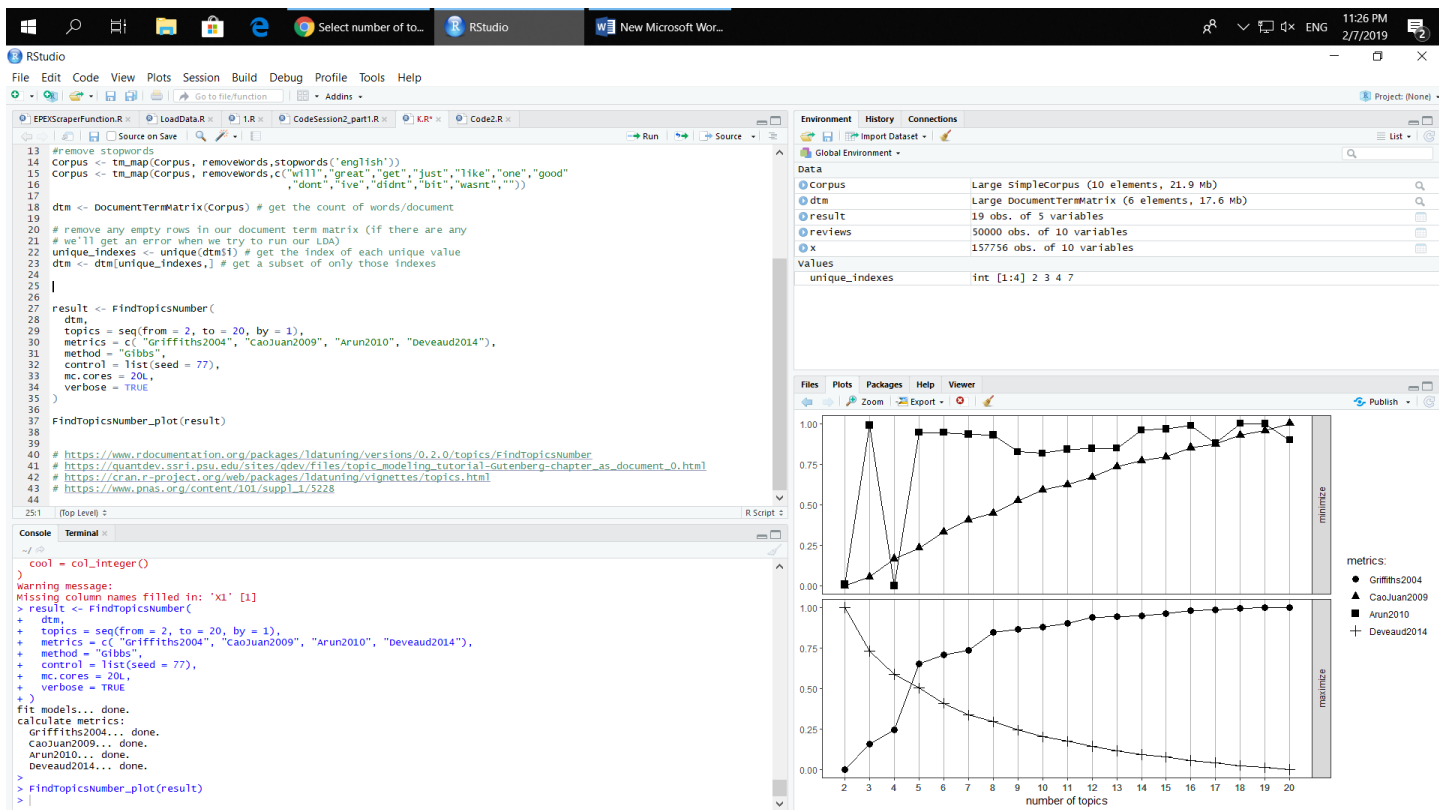 Select number of to...
RStudio
New Microsoft Wor...
ENG
11:26 PM
2/7/2019
2
RStudio
File Edit Code View Plots Session Build Debug Profile Tools Help
Go to file/function
Addins
Project: (None)
EPEXScraperFunction.R
LoadData.R
1.R
CodeSession2_part1.R
K.R*
Code2.R
Source on Save
Run
Source
13 #remove stopwords
14 Corpus <- tm_map(Corpus, removeWords,stopwords('english'))
15 Corpus <- tm_map(Corpus, removeWords,c("will","great","get","just","like","one","good"
16 ,"dont","ive","didnt","bit","wasnt",""))
17
18 dtm <- DocumentTermMatrix(Corpus) # get the count of words/document
19
20 # remove any empty rows in our document term matrix (if there are any
21 # we'll get an error when we try to run our LDA)
22 unique_indexes <- unique(dtm$i) # get the index of each unique value
23 dtm <- dtm[unique_indexes,] # get a subset of only those indexes
24
25
26
27 result <- FindTopicsNumber(
28 dtm,
29 topics = seq(from = 2, to = 20, by = 1),
30 metrics = c( "Griffiths2004", "CaoJuan2009", "Arun2010", "Deveaud2014"),
31 method = "Gibbs",
32 control = list(seed = 77),
33 mc.cores = 20L,
34 verbose = TRUE
35 )
36
37 FindTopicsNumber_plot(result)
38
39
40 # https://www.rdocumentation.org/packages/ldatuning/versions/0.2.0/topics/FindTopicsNumber
41 # https://quantdev.ssri.psu.edu/sites/qdev/files/topic_modeling_tutorial-Gutenberg-chapter_as_document_0.html
42 # https://cran.r-project.org/web/packages/ldatuning/vignettes/topics.html
43 # https://www.pnas.org/content/101/suppl_1/5228
44
25:1 (Top Level) R Script
Console Terminal
~/
cool = col_integer()
)
Warning message:
Missing column names filled in: 'X1' [1]
> result <- FindTopicsNumber(
+ dtm,
+ topics = seq(from = 2, to = 20, by = 1),
+ metrics = c( "Griffiths2004", "CaoJuan2009", "Arun2010", "Deveaud2014"),
+ method = "Gibbs",
+ control = list(seed = 77),
+ mc.cores = 20L,
+ verbose = TRUE
+ )
fit models... done.
calculate metrics:
Griffiths2004... done.
CaoJuan2009... done.
Arun2010... done.
Deveaud2014... done.
>
> FindTopicsNumber_plot(result)
>
Environment History Connections
Import Dataset
List
Global Environment
Data
Corpus Large SimpleCorpus (10 elements, 21.9 Mb)
dtm Large DocumentTermMatrix (6 elements, 17.6 Mb)
result 19 obs. of 5 variables
reviews 50000 obs. of 10 variables
x 157756 obs. of 10 variables
Values
unique_indexes int [1:4] 2 3 4 7
Files Plots Packages Help Viewer
Zoom Export Publish
1.00
0.75
0.50
0.25
0.00
minimize
1.00
0.75
0.50
0.25
0.00
maximize
2 3 4 5 6 7 8 9 10 11 12 13 14 15 16 17 18 19 20
number of topics
metrics:
Griffiths2004
CaoJuan2009
Arun2010
Deveaud2014